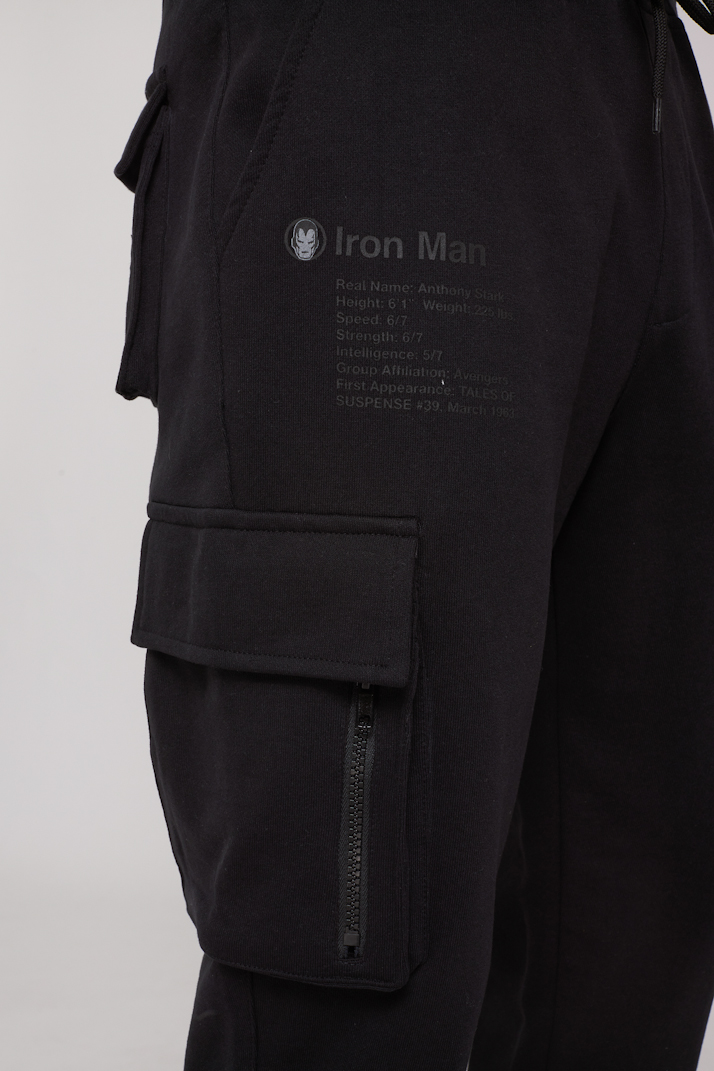 Iron Man
Real Name: Anthony Stark
Height: 6'1" Weight: 225 lbs.
Speed: 6/7
Strength: 6/7
Intelligence: 5/7
Group Affiliation: Avengers
First Appearance: TALES OF
SUSPENSE #39, March 1963